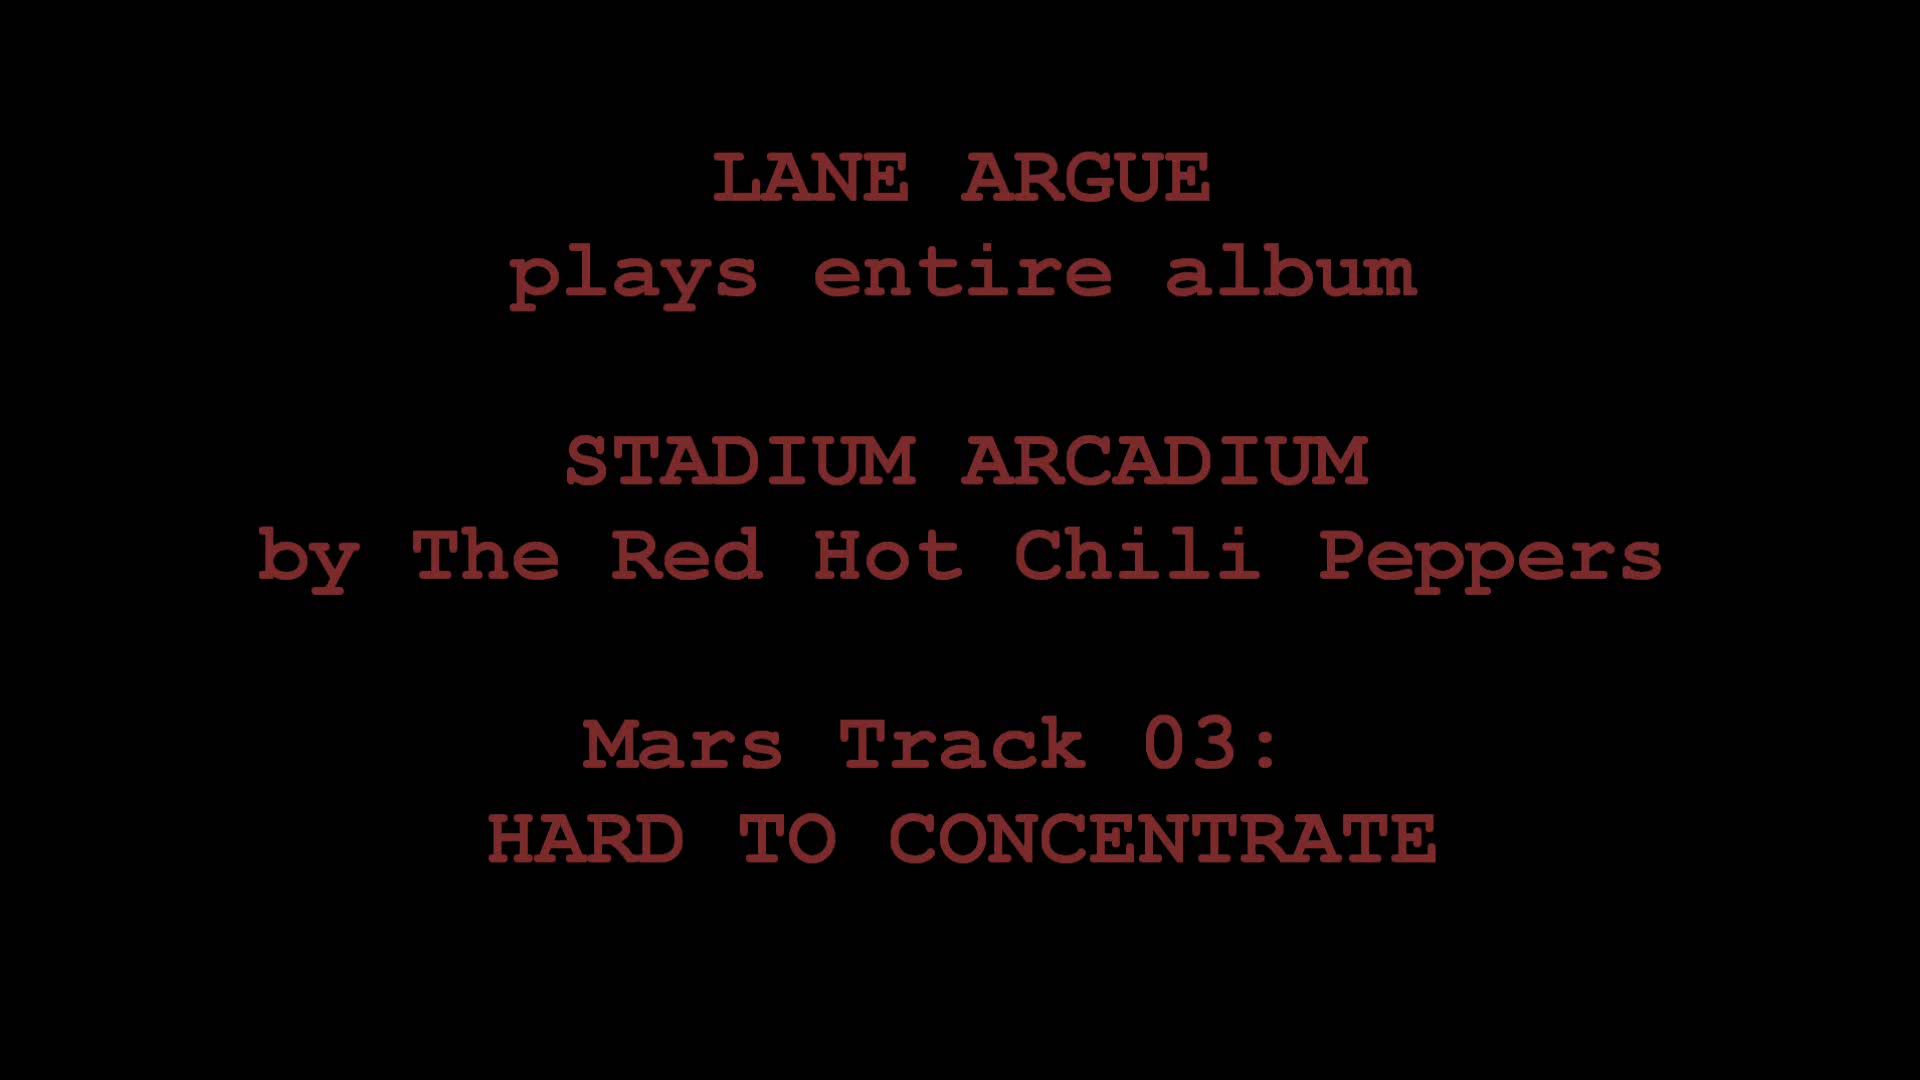 LANE ARGUE
plays entire album
STADIUM ARCADIUM
by The Red Hot Chili Peppers
Mars Track 03:
HARD TO CONCENTRATE